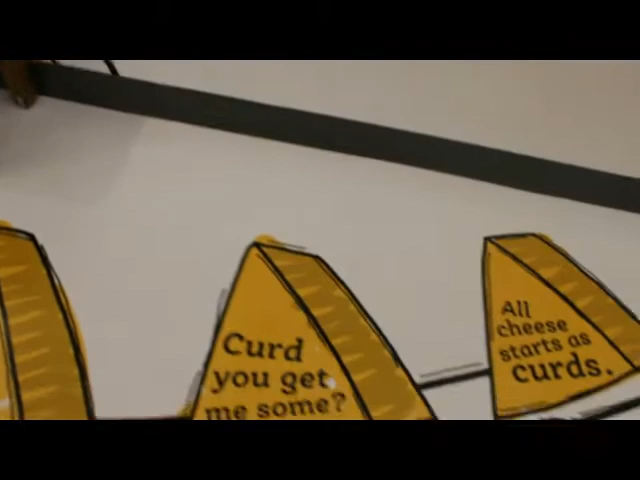 Curd
you get
me some?
All
cheese
starts as
curds.